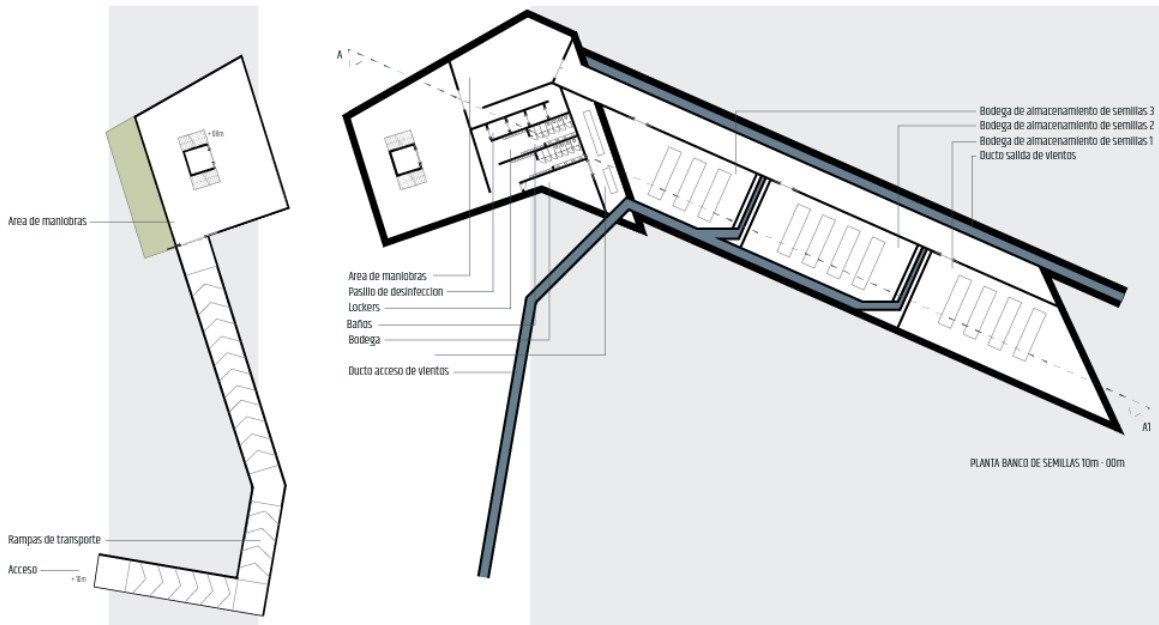 + 08m
Area de maniobras
Rampas de transporte
Acceso
+ 10m
A
Bodega de almacenamiento de semillas 3
Bodega de almacenamiento de semillas 2
Bodega de almacenamiento de semillas 1
Ducto salida de vientos
Area de maniobras
Pasillo de desinfeccion
Lockers
Baños
Bodega
Ducto acceso de vientos
A1
PLANTA BANCO DE SEMILLAS 10m - 00m